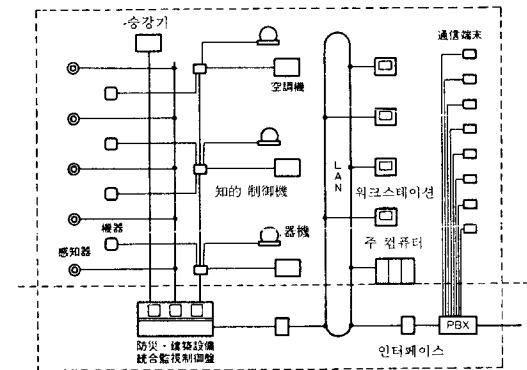 승강기
通信端末
空調機
LAN
知的 制御機
워크스테이션
機器
器機
感知器
주 컴퓨터
防災・建築設備
統合監視制御盤
PBX
인터페이스